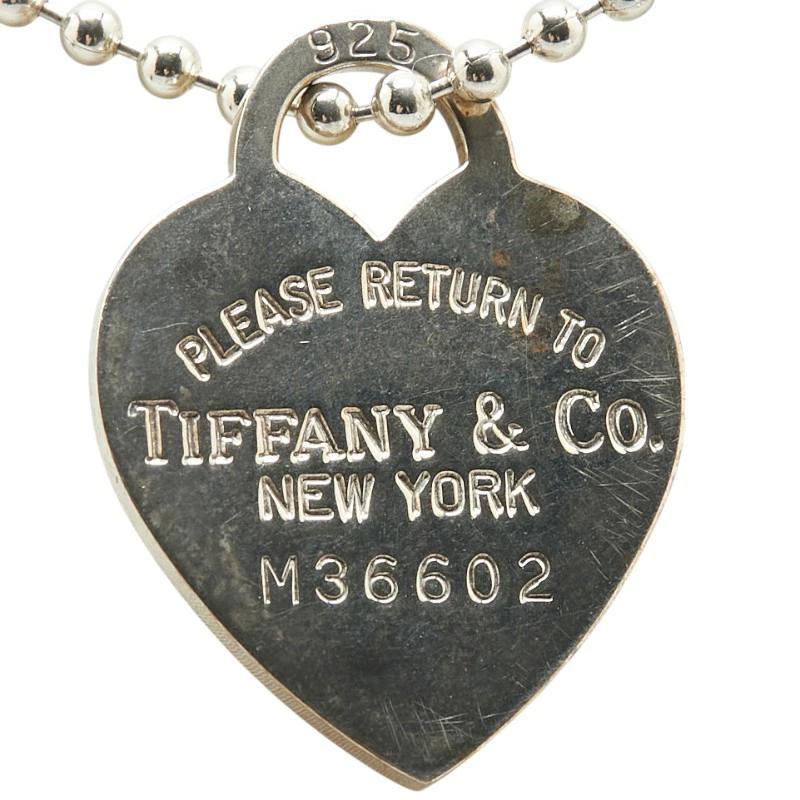 925
PLEASE RETURN TO
TIFFANY & CO.
NEW YORK
M36602